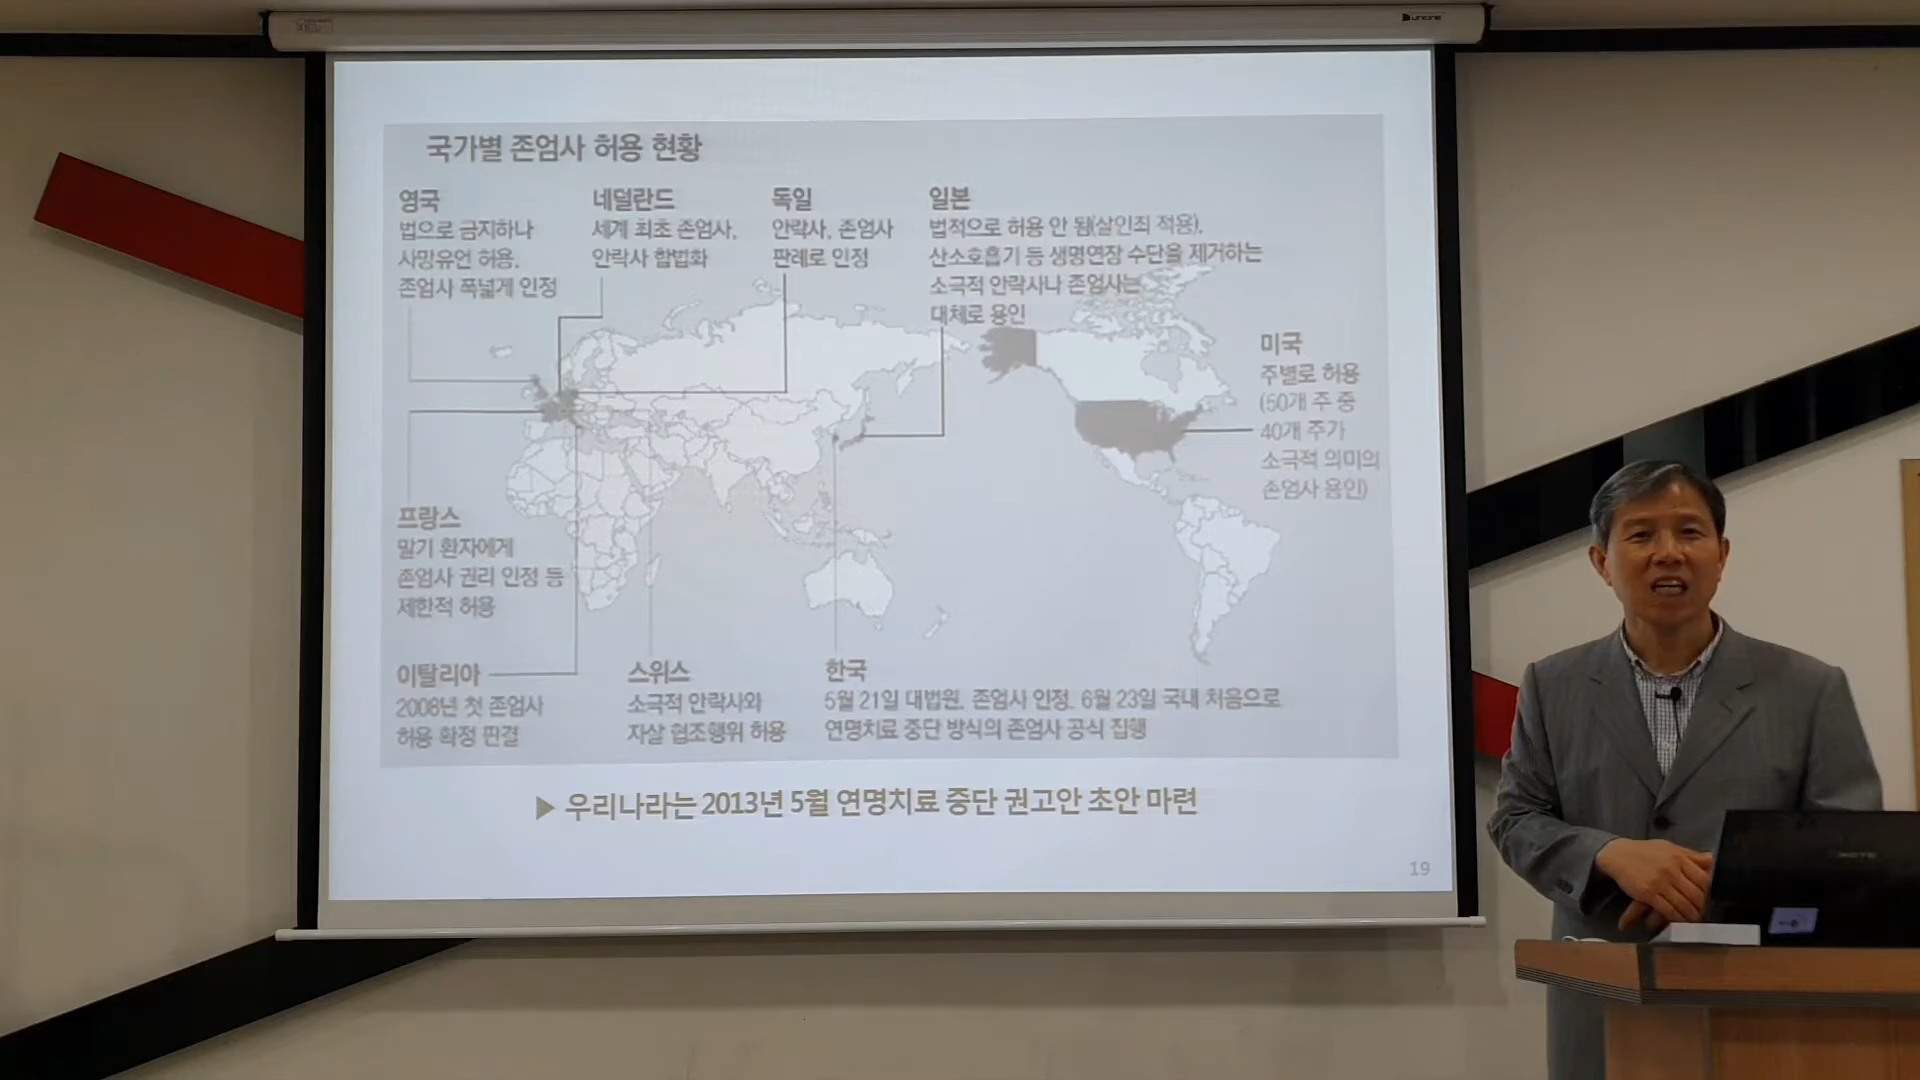 국가별 존엄사 허용 현황
영국
법으로 금지하나
사망유언 허용,
존엄사 폭넓게 인정
네덜란드
세계 최초 존엄사,
안락사 합법화
독일
안락사, 존엄사
판례로 인정
일본
법적으로 허용 안 됨(살인죄 적용),
산소호흡기 등 생명연장 수단을 제거하는
소극적 안락사나 존엄사는
대체로 용인
미국
주별로 허용
(50개 주 중
40개 주가
소극적 의미의
존엄사 용인)
프랑스
말기 환자에게
존엄사 권리 인정 등
제한적 허용
이탈리아
2008년 첫 존엄사
허용 확정 판결
스위스
소극적 안락사와
자살 협조행위 허용
한국
5월 21일 대법원, 존엄사 인정. 6월 23일 국내 처음으로
연명치료 중단 방식의 존엄사 공식 집행
▶ 우리나라는 2013년 5월 연명치료 중단 권고안 초안 마련
19